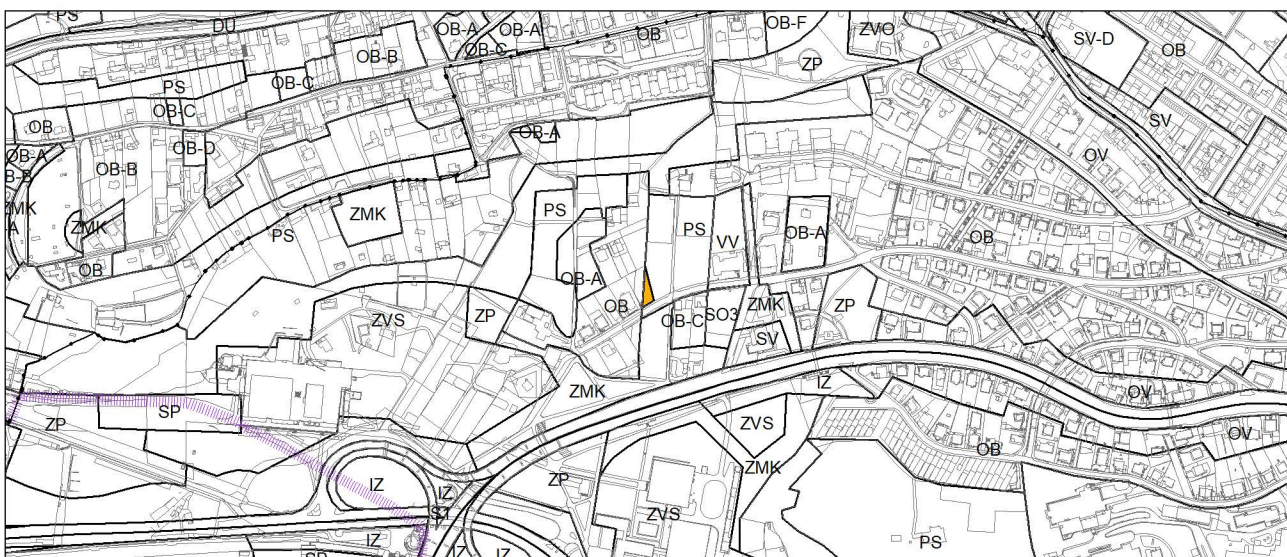 PS
DU
OB-A
OB-A
OB-F
OB-C
OB
OB-B
ZVO
ZP
SV-D
OB
PS
OB-C
OB-C
SV
OB
OB-A
OB-D
OV
OB-A
OB-B
ZMK
PS
ZMK
PS
VV
OB-A
ZMK
PS
OB
OB
OB-A
ZVS
ZP
OB
OB-C
SO3
ZMK
ZP
SV
ZMK
IZ
OV
SP
ZP
ZVS
OV
ZMK
OB
ZP
IZ
IZ
S1
ZVS
PS
IZ
IZ
IZ